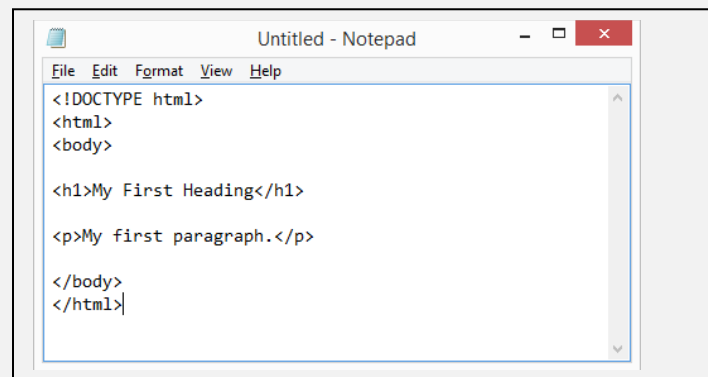 Untitled - Notepad
File Edit Format View Help
<!DOCTYPE html>
<html>
<body>
<h1>My First Heading</h1>
<p>My first paragraph.</p>
</body>
</html>